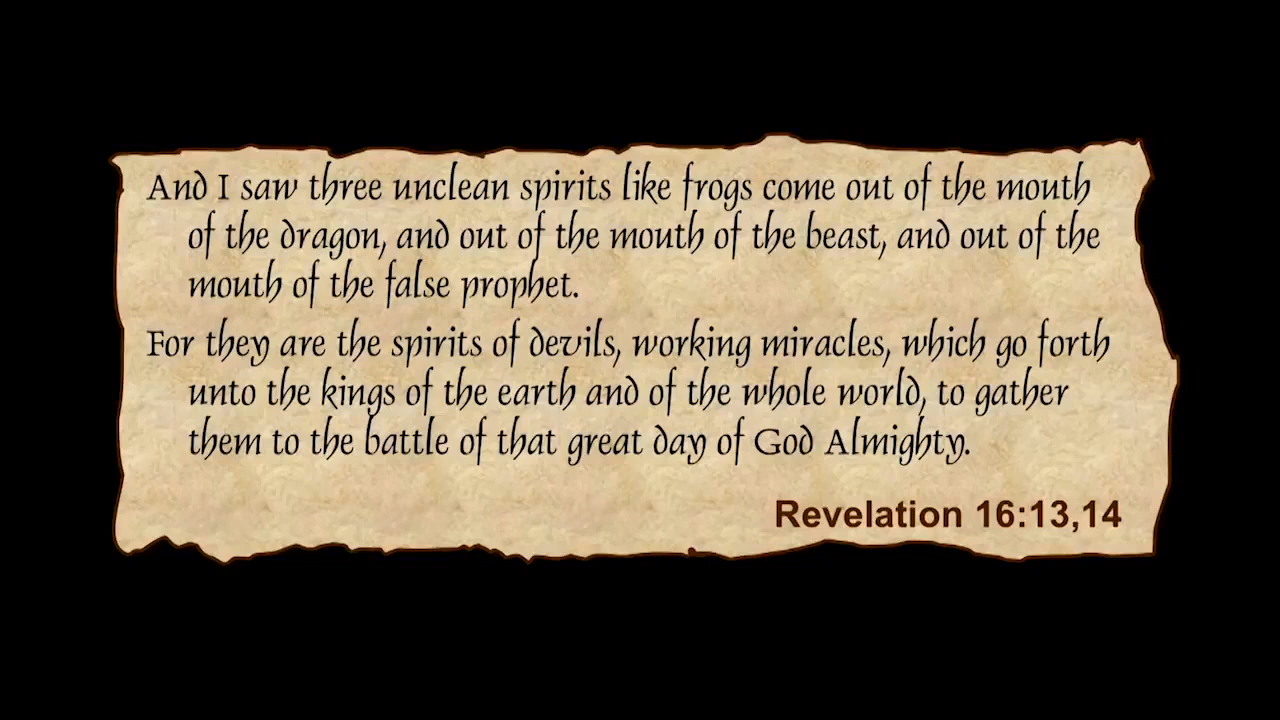 And I saw three unclean spirits like frogs come out of the mouth
of the dragon, and out of the mouth of the beast, and out of the
mouth of the false prophet.
For they are the spirits of devils, working miracles, which go forth
unto the kings of the earth and of the whole world, to gather
them to the battle of that great day of God Almighty.
Revelation 16:13,14